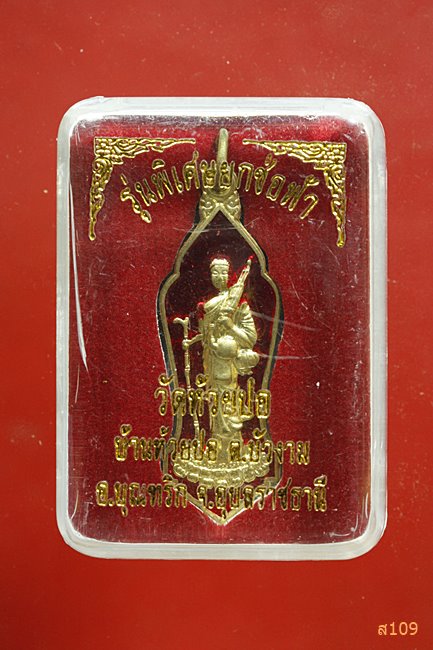 รุ่นพิเศษยกช่อฟ้า
วัดห้วยปอ
บ้านห้วยปอ ต.บัวงาม
อ.บุณฑริก จ.อุบลราชธานี
ส109